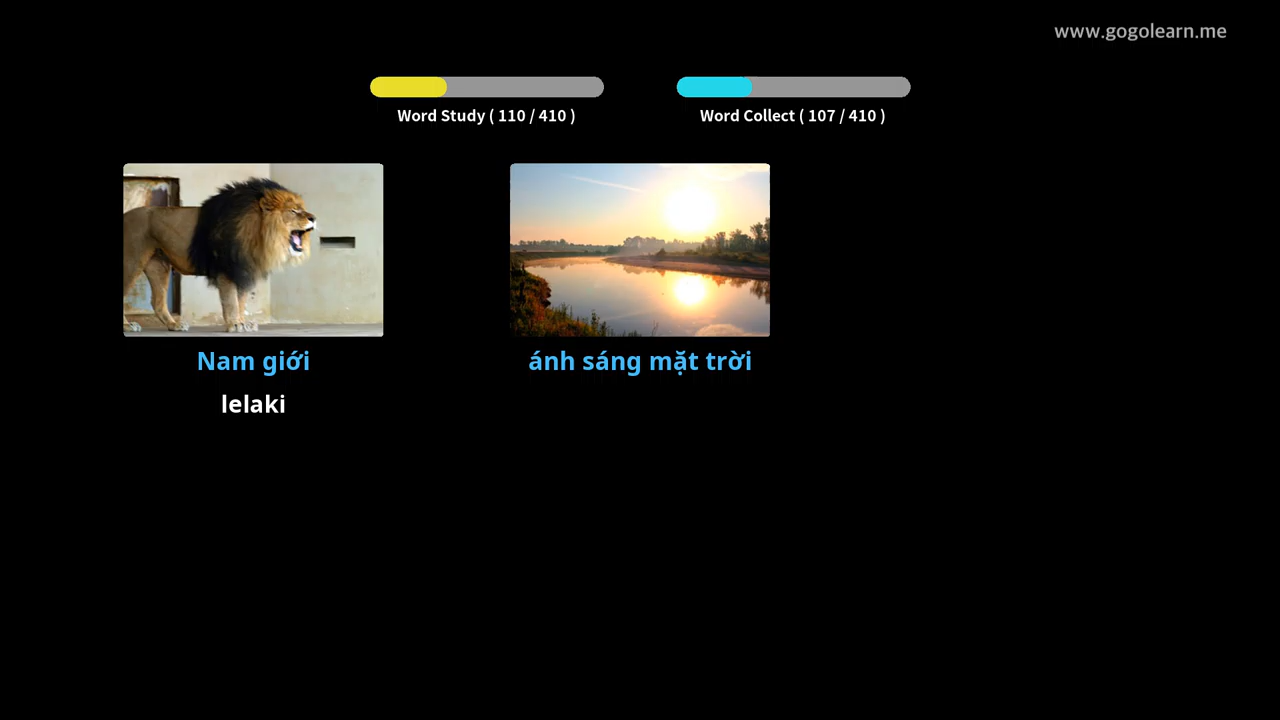 www.gogolearn.me
Word Study ( 110 / 410 )
Word Collect ( 107 / 410 )
Nam giới
ánh sáng mặt trời
lelaki